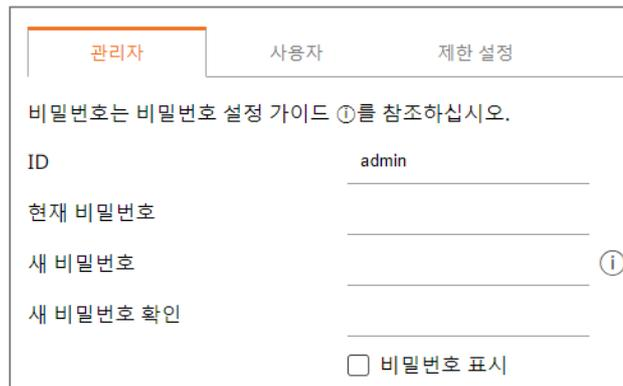 관리자 사용자 제한 설정
비밀번호는 비밀번호 설정 가이드 ⓘ를 참조하십시오.
ID admin
현재 비밀번호
새 비밀번호 ⓘ
새 비밀번호 확인
비밀번호 표시